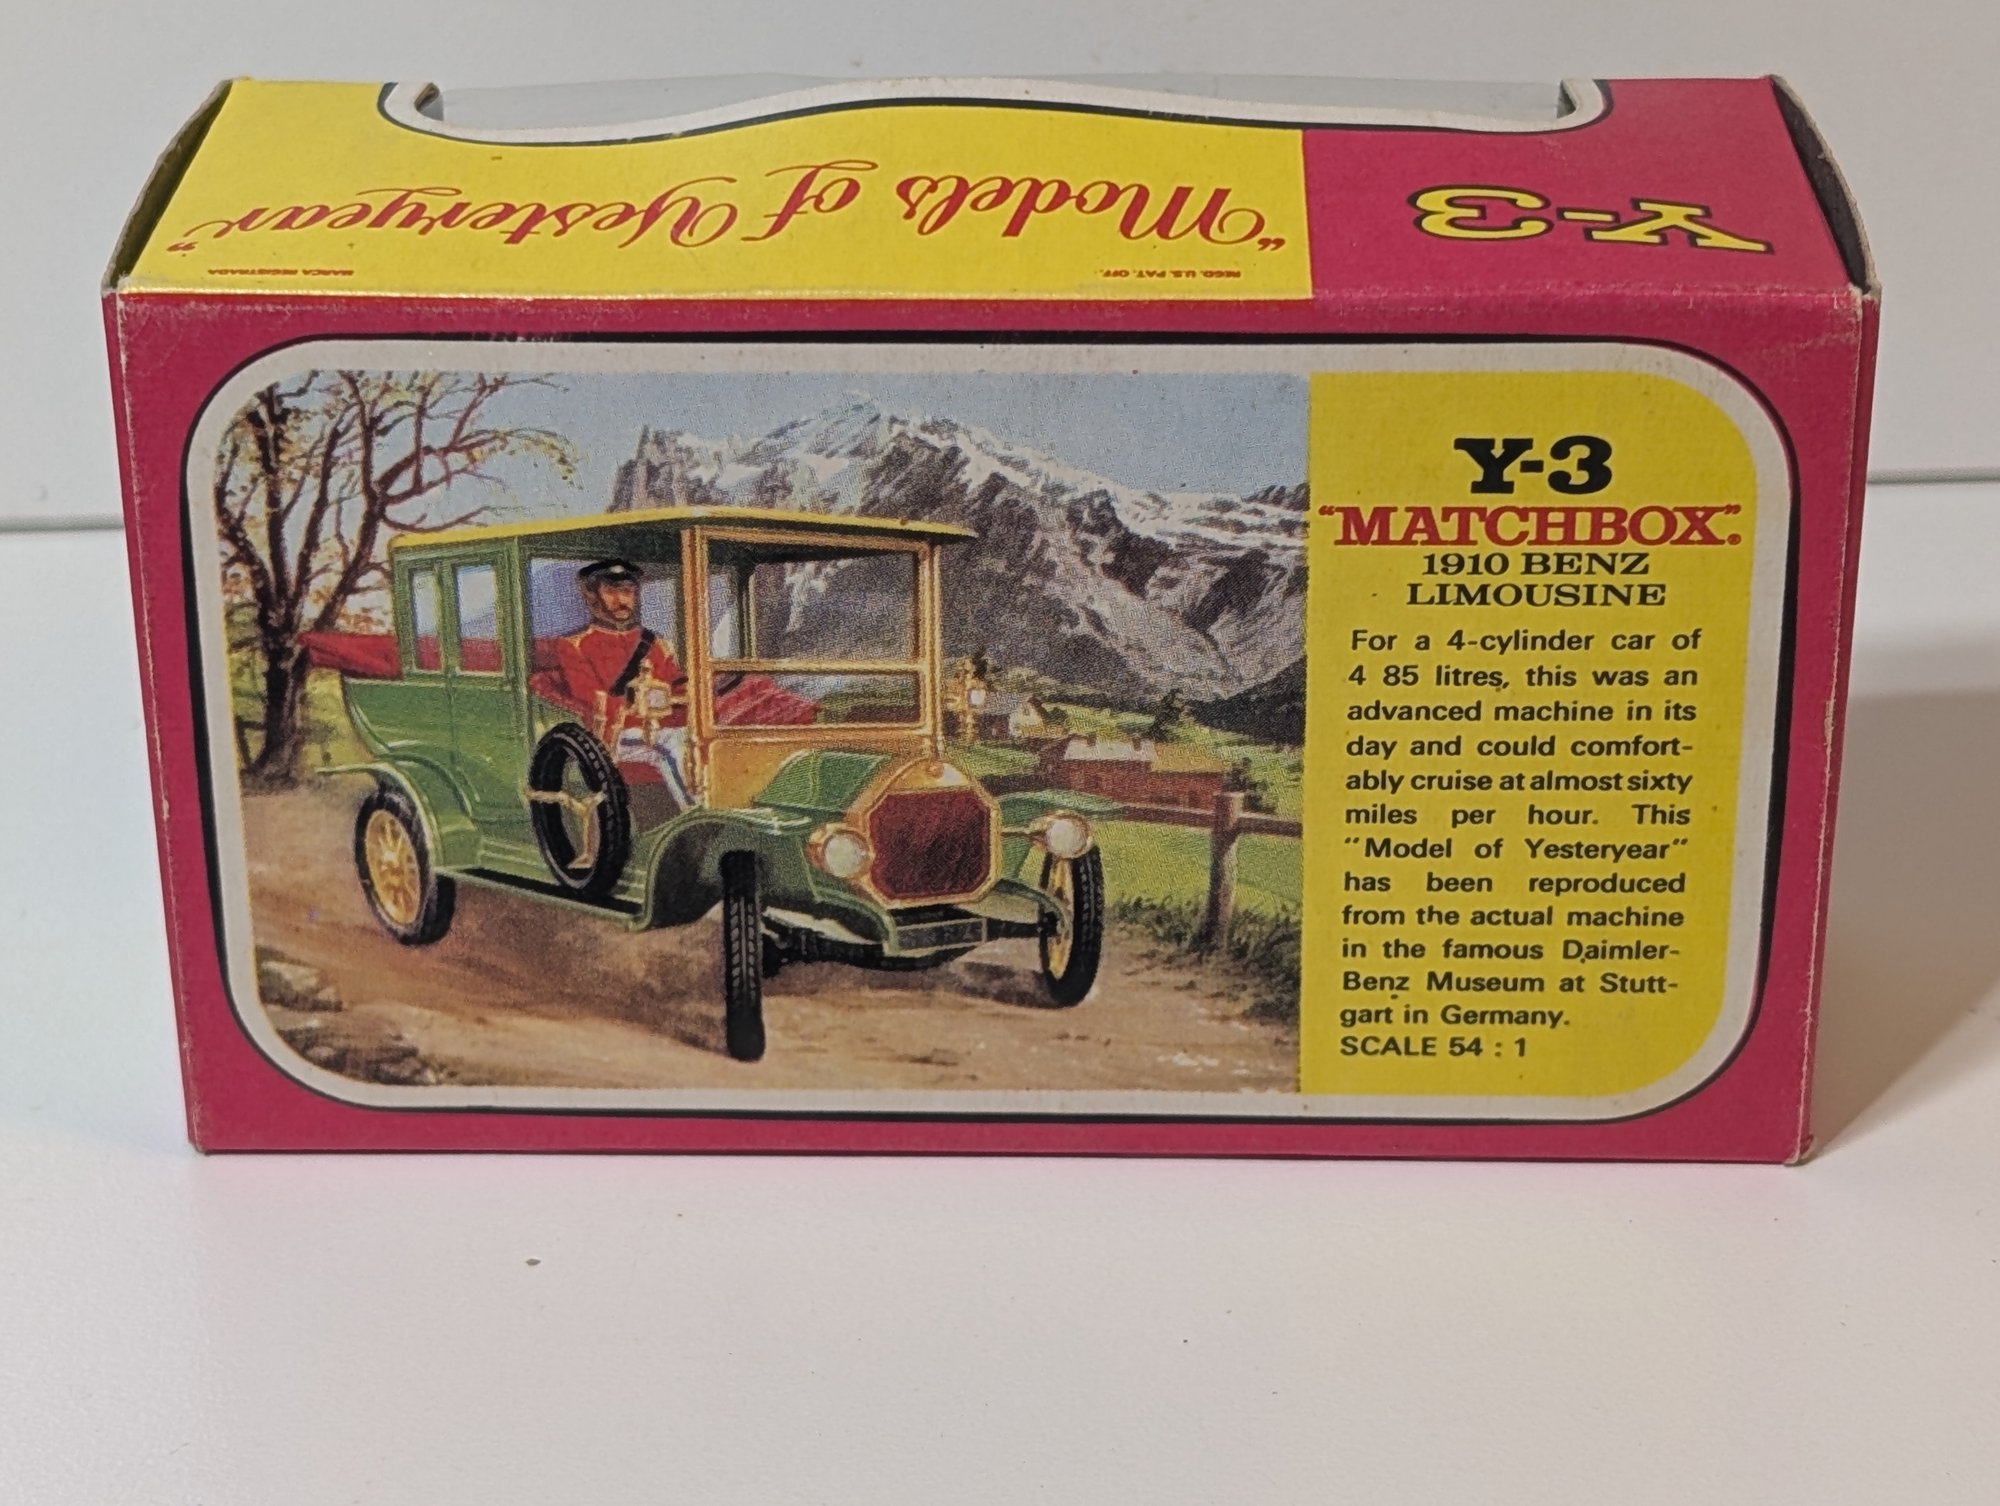 "Models of Yesteryear"
REGD. U.S. PAT. OFF.
MARCA REGISTRADA
Y-3
Y-3
"MATCHBOX".
1910 BENZ
LIMOUSINE
For a 4-cylinder car of
4 85 litres, this was an
advanced machine in its
day and could comfort-
ably cruise at almost sixty
miles per hour. This
"Model of Yesteryear"
has been reproduced
from the actual machine
in the famous Daimler-
Benz Museum at Stutt-
gart in Germany.
SCALE 54 : 1